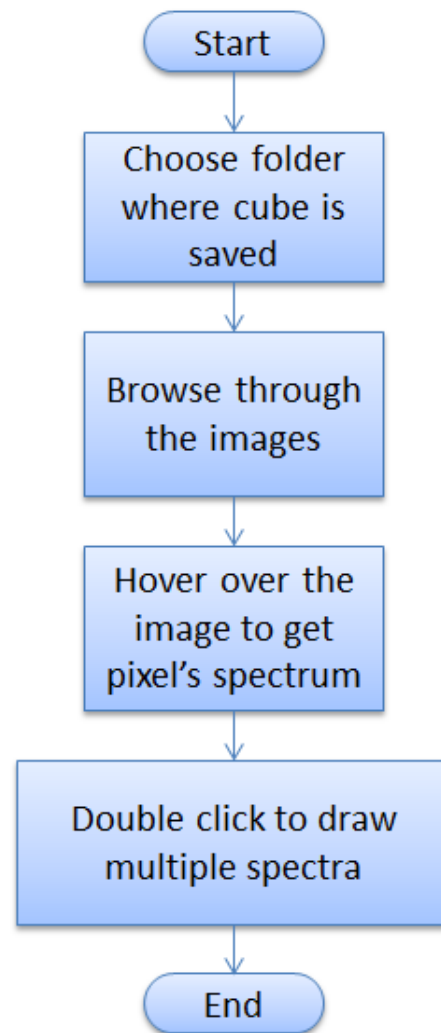 Start
Choose folder
where cube is
saved
Browse through
the images
Hover over the
image to get
pixel’s spectrum
Double click to draw
multiple spectra
End